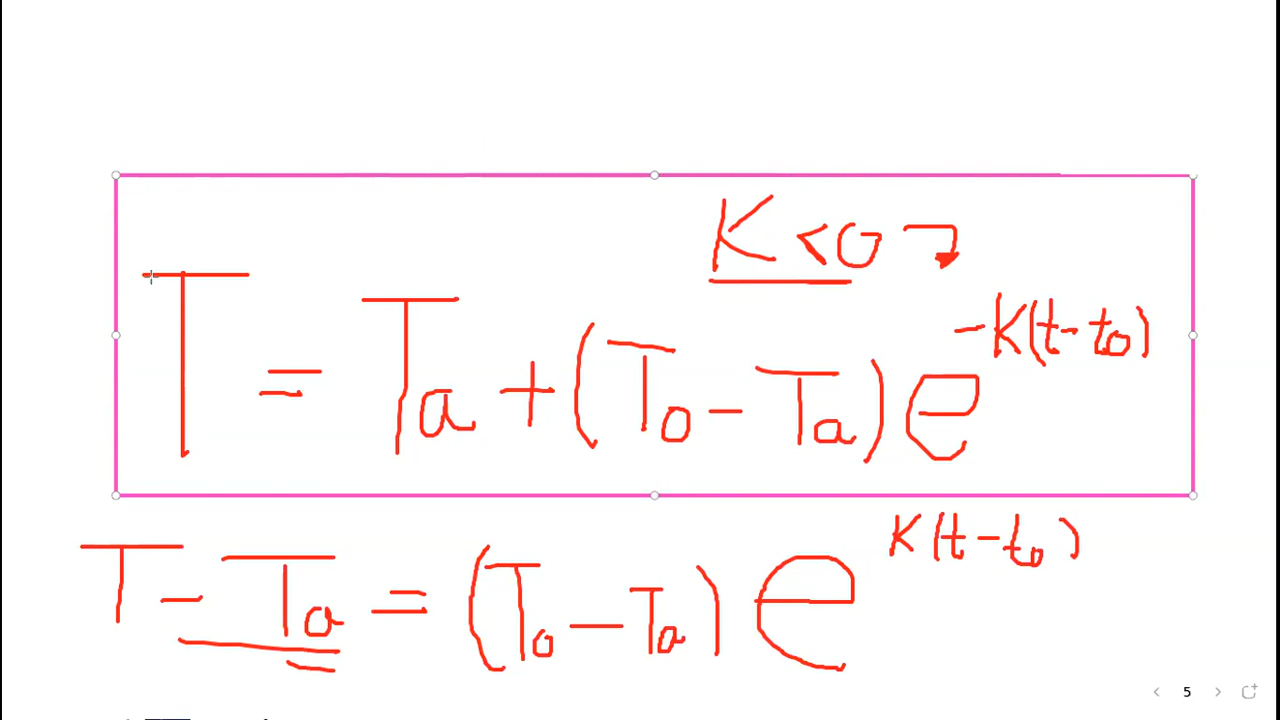 K < 0
T = Ta + (T0 - Ta) e^-K(t - t0)
T - Ta = (T0 - Ta) e^K(t - t0)
5